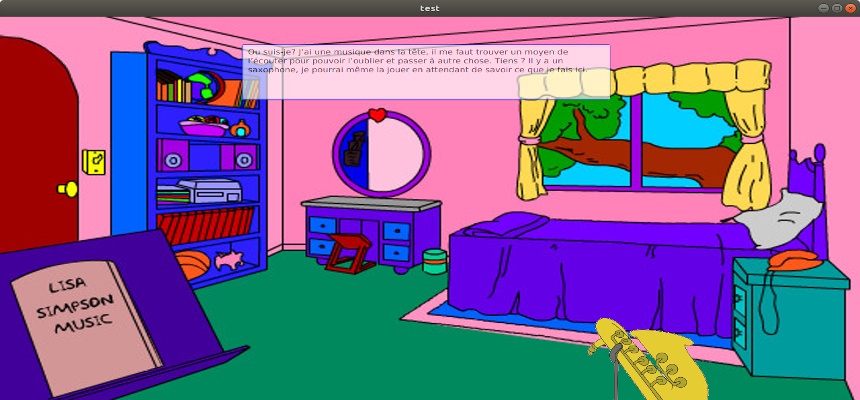 test
Ou suis-je? J'ai une musique dans la tête, il me faut trouver un moyen de
l'écouter pour pouvoir l'oublier et passer à autre chose. Tiens ? Il y a un
saxophone, je pourrai même la jouer en attendant de savoir ce que je fais ici.
LISA
SIMPSON
MUSIC